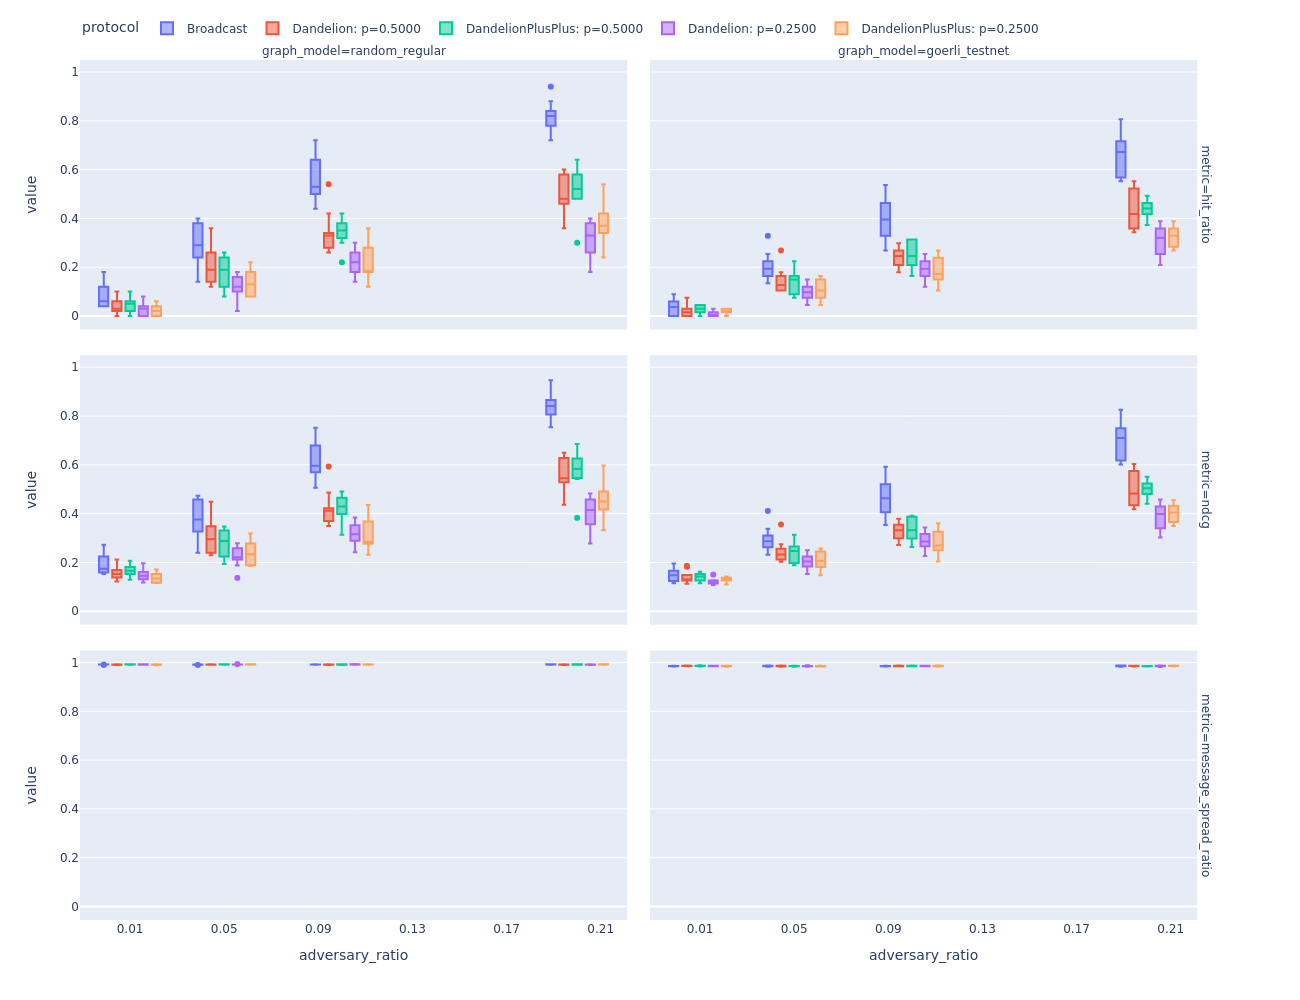 protocol Broadcast Dandelion: p=0.5000 DandelionPlusPlus: p=0.5000 Dandelion: p=0.2500 DandelionPlusPlus: p=0.2500
graph_model=random_regular graph_model=goerli_testnet
1
0.8
0.6
0.4
0.2
0
value
metric=hit_ratio
1
0.8
0.6
0.4
0.2
0
value
metric=ndcg
1
0.8
0.6
0.4
0.2
0
value
metric=message_spread_ratio
0.01 0.05 0.09 0.13 0.17 0.21 0.01 0.05 0.09 0.13 0.17 0.21
adversary_ratio adversary_ratio